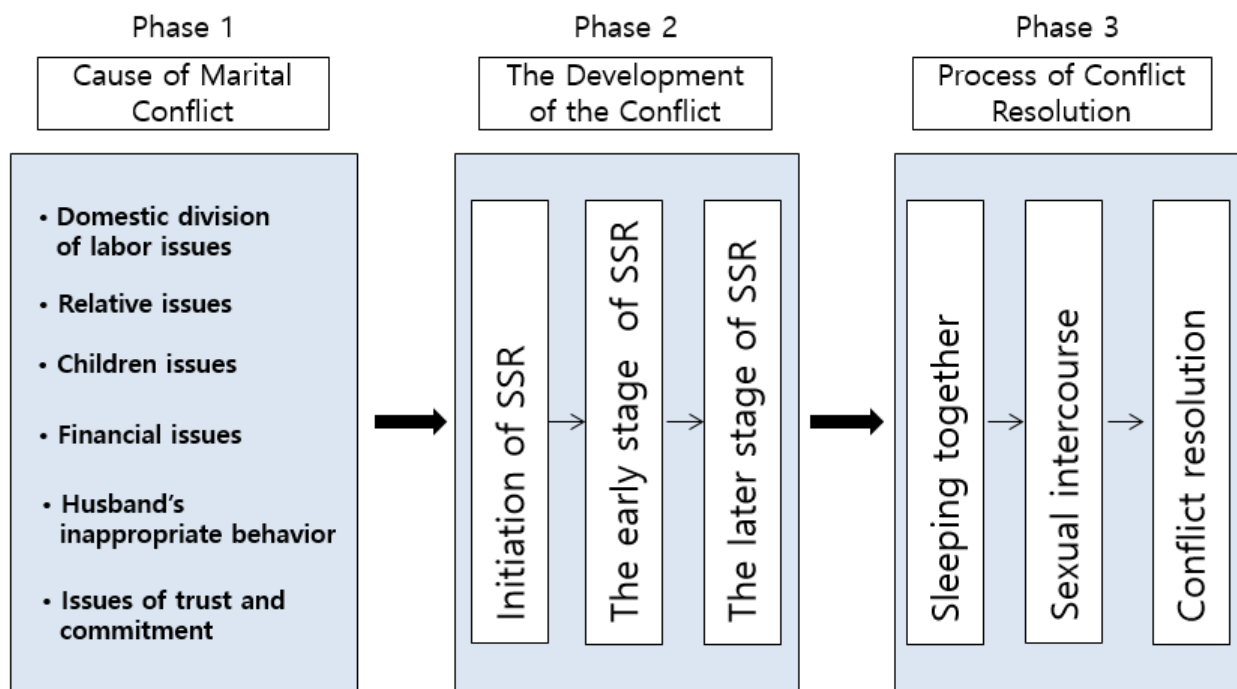 Phase 1
Cause of Marital
Conflict
• Domestic division
of labor issues
• Relative issues
• Children issues
• Financial issues
• Husband's
inappropriate behavior
• Issues of trust and
commitment
Phase 2
The Development
of the Conflict
Initiation of SSR
The early stage of SSR
The later stage of SSR
Phase 3
Process of Conflict
Resolution
Sleeping together
Sexual intercourse
Conflict resolution